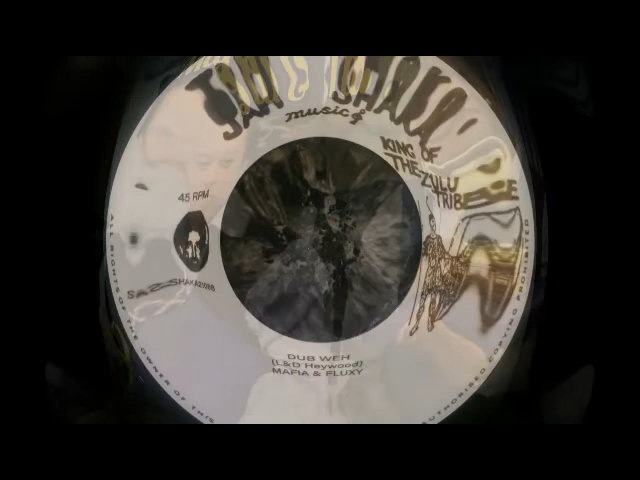 JAH SHAKA
music
KING OF
THE ZULU
TRIBE
45 RPM
DUB WEH
(L&D Heywood)
MAFIA & FLUXY
ALL RIGHTS OF THE OWNER OF THIS
AUTHORISED COPYING PROHIBITED